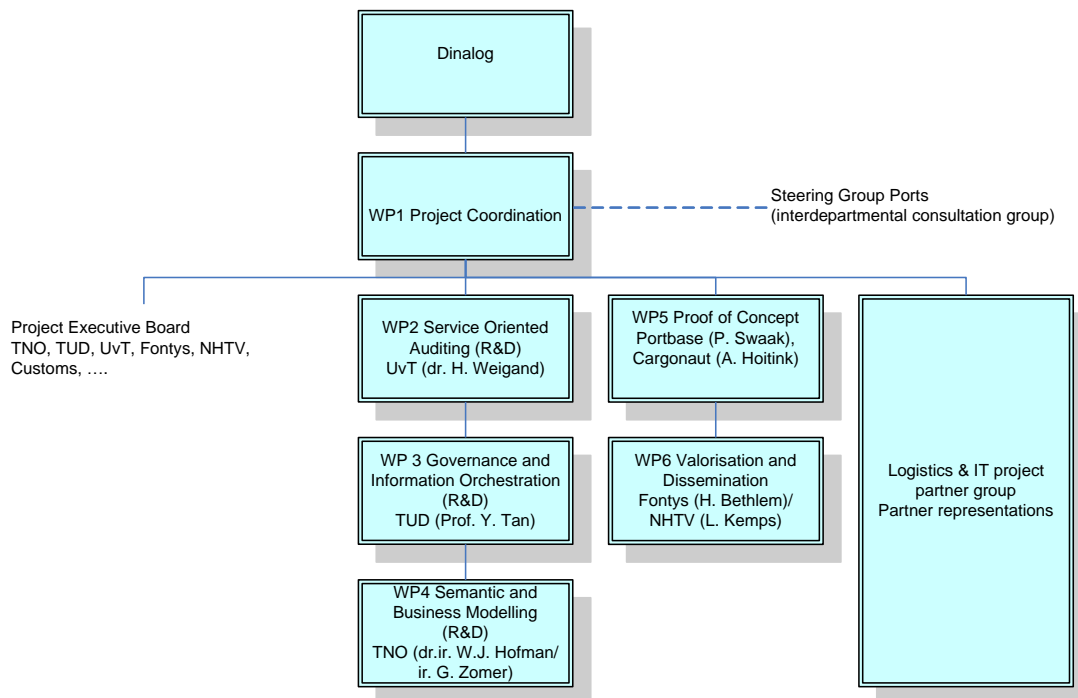 Dinalog
WP1 Project Coordination
Steering Group Ports
(interdepartmental consultation group)
Project Executive Board
TNO, TUD, UvT, Fontys, NHTV,
Customs, ....
WP2 Service Oriented
Auditing (R&D)
UvT (dr. H. Weigand)
WP5 Proof of Concept
Portbase (P. Swaak),
Cargonaut (A. Hoitink)
WP 3 Governance and
Information Orchestration
(R&D)
TUD (Prof. Y. Tan)
WP6 Valorisation and
Dissemination
Fontys (H. Bethlem)/
NHTV (L. Kemps)
Logistics & IT project
partner group
Partner representations
WP4 Semantic and
Business Modelling
(R&D)
TNO (dr.ir. W.J. Hofman/
ir. G. Zomer)